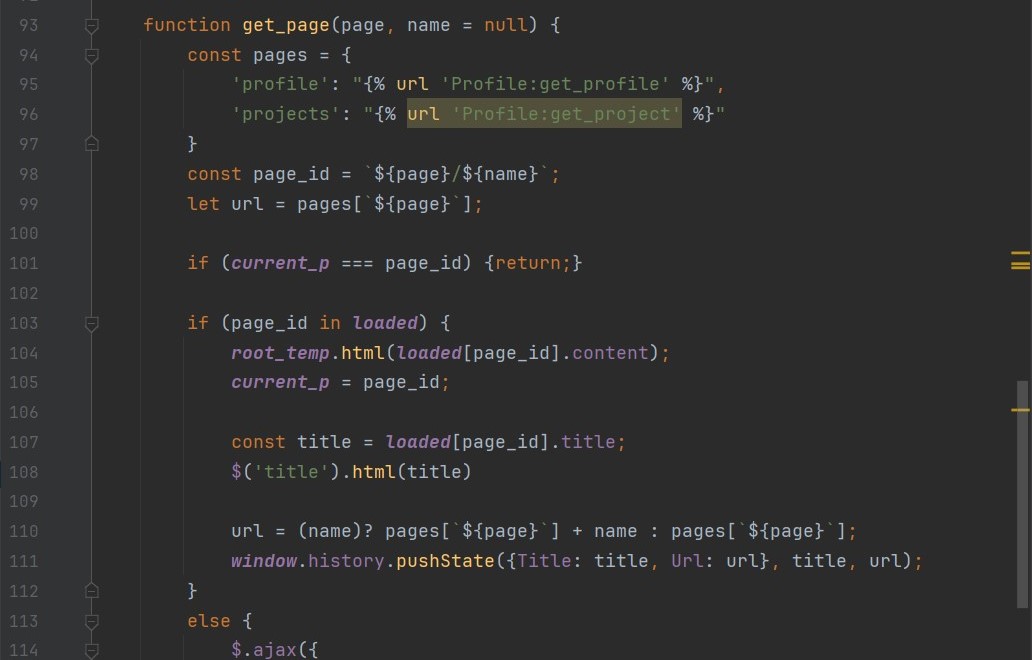 93 function get_page(page, name = null) {
94 const pages = {
95 'profile': "{% url 'Profile:get_profile' %}",
96 'projects': "{% url 'Profile:get_project' %}"
97 }
98 const page_id = `${page}/${name}`;
99 let url = pages[`${page}`];
100
101 if (current_p === page_id) {return;}
102
103 if (page_id in loaded) {
104 root_temp.html(loaded[page_id].content);
105 current_p = page_id;
106
107 const title = loaded[page_id].title;
108 $('title').html(title)
109
110 url = (name)? pages[`${page}`] + name : pages[`${page}`];
111 window.history.pushState({Title: title, Url: url}, title, url);
112 }
113 else {
114 $.ajax({